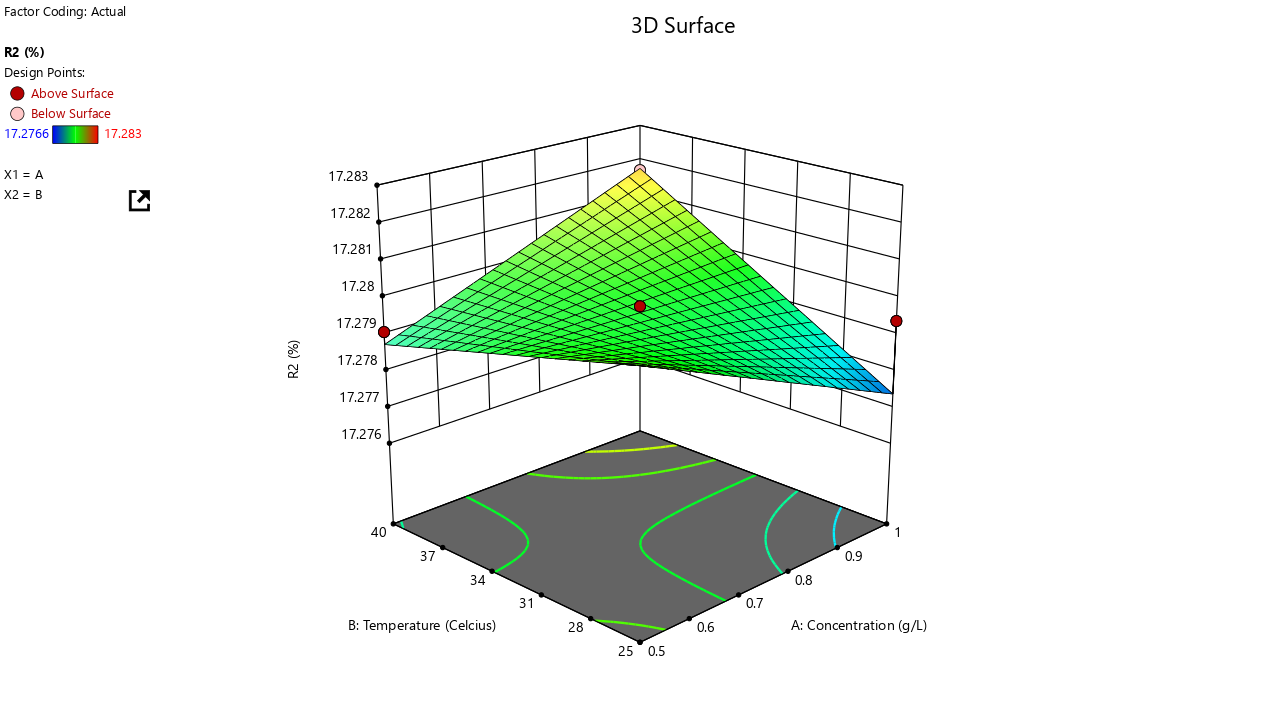 Factor Coding: Actual
3D Surface
R2 (%)
Design Points:
Above Surface
Below Surface
17.2766 17.283
X1 = A
X2 = B
17.283
17.282
17.281
17.28
17.279
17.278
17.277
17.276
R2 (%)
40
37
34
31
28
25
B: Temperature (Celcius)
0.5
0.6
0.7
0.8
0.9
1
A: Concentration (g/L)